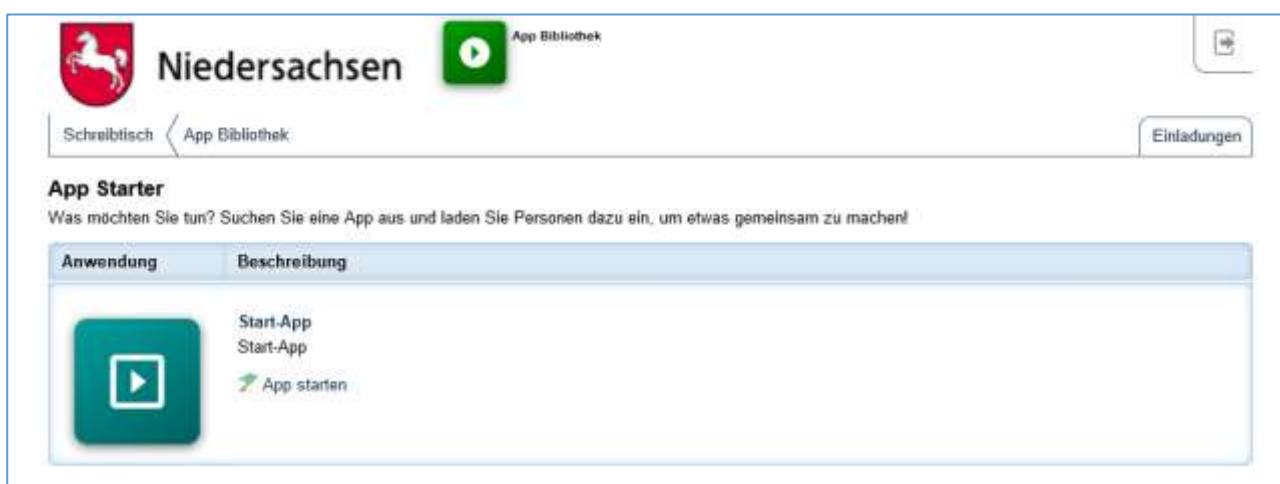 Niedersachsen
App Bibliothek
Schreibtisch App Bibliothek
Einladungen
App Starter
Was möchten Sie tun? Suchen Sie eine App aus und laden Sie Personen dazu ein, um etwas gemeinsam zu machen!
Anwendung Beschreibung
Start-App
Start-App
App starten